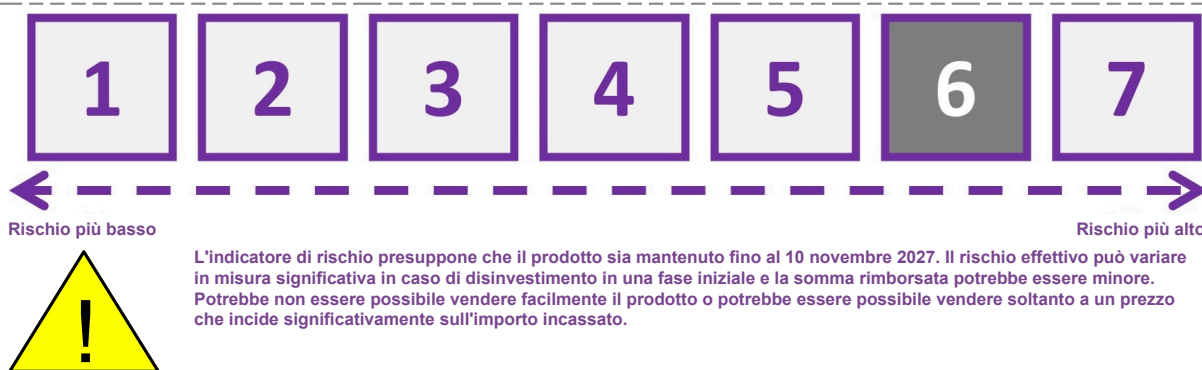 1 2 3 4 5 6 7
Rischio più basso Rischio più alto
L'indicatore di rischio presuppone che il prodotto sia mantenuto fino al 10 novembre 2027. Il rischio effettivo può variare
in misura significativa in caso di disinvestimento in una fase iniziale e la somma rimborsata potrebbe essere minore.
Potrebbe non essere possibile vendere facilmente il prodotto o potrebbe essere possibile vendere soltanto a un prezzo
che incide significativamente sull'importo incassato.
!